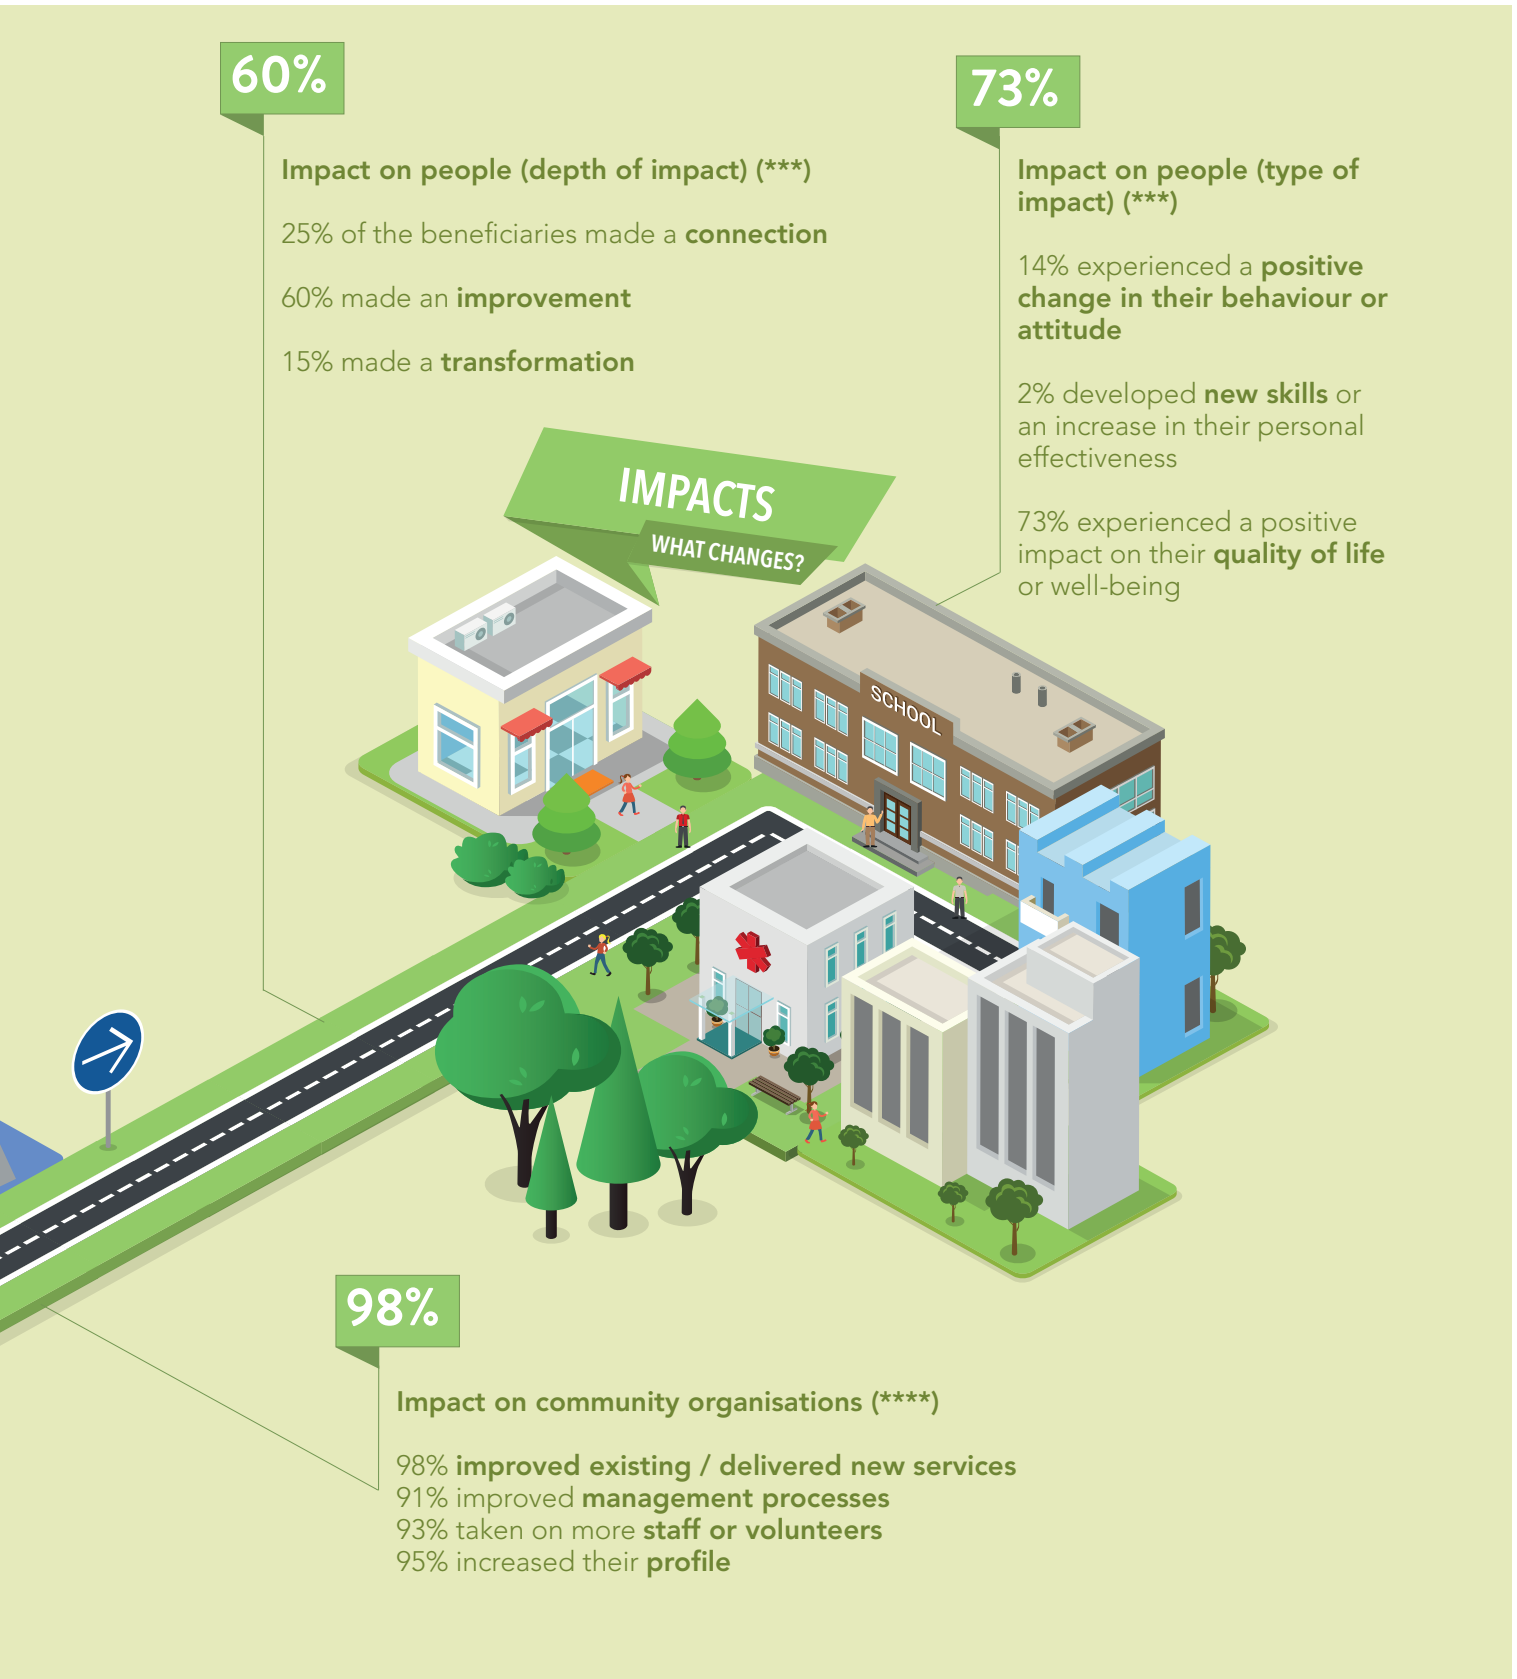 60%
Impact on people (depth of impact) (***)
25% of the beneficiaries made a connection
60% made an improvement
15% made a transformation
73%
Impact on people (type of
impact) (***)
14% experienced a positive
change in their behaviour or
attitude
2% developed new skills or
an increase in their personal
effectiveness
73% experienced a positive
impact on their quality of life
or well-being
IMPACTS
WHAT CHANGES?
SCHOOL
98%
Impact on community organisations (****)
98% improved existing / delivered new services
91% improved management processes
93% taken on more staff or volunteers
95% increased their profile